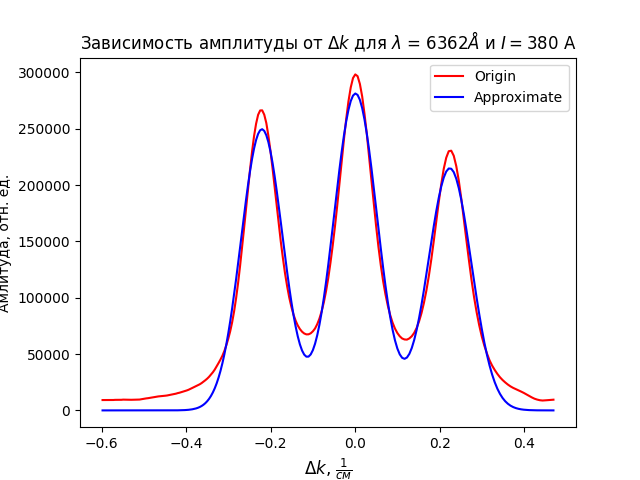 Зависимость амплитуды от Δk для λ = 6362Å и I = 380 А
Origin
Approximate
300000
250000
200000
150000
100000
50000
0
Амлитуда, отн. ед.
−0.6
−0.4
−0.2
0.0
0.2
0.4
Δk, 1/см